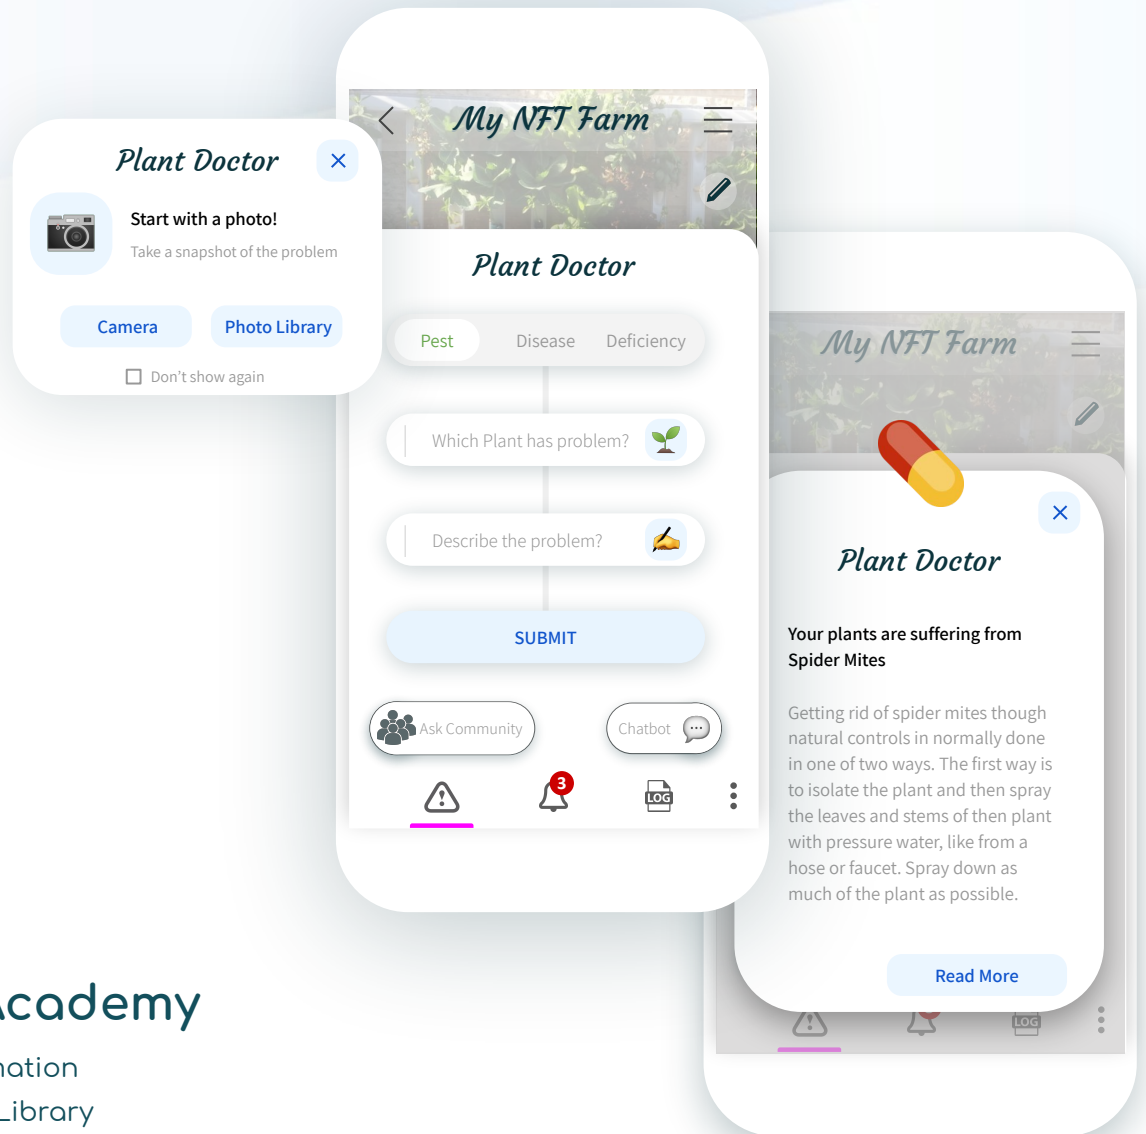 Plant Doctor
Start with a photo!
Take a snapshot of the problem
Camera
Photo Library
Don't show again
My NFT Farm
Plant Doctor
Pest
Disease
Deficiency
Which Plant has problem?
Describe the problem?
SUBMIT
Ask Community
Chatbot
3
LOG
My NFT Farm
Plant Doctor
Your plants are suffering from
Spider Mites
Getting rid of spider mites though
natural controls in normally done
in one of two ways. The first way is
to isolate the plant and then spray
the leaves and stems of then plant
with pressure water, like from a
hose or faucet. Spray down as
much of the plant as possible.
Read More
LOG
Academy
nation
Library